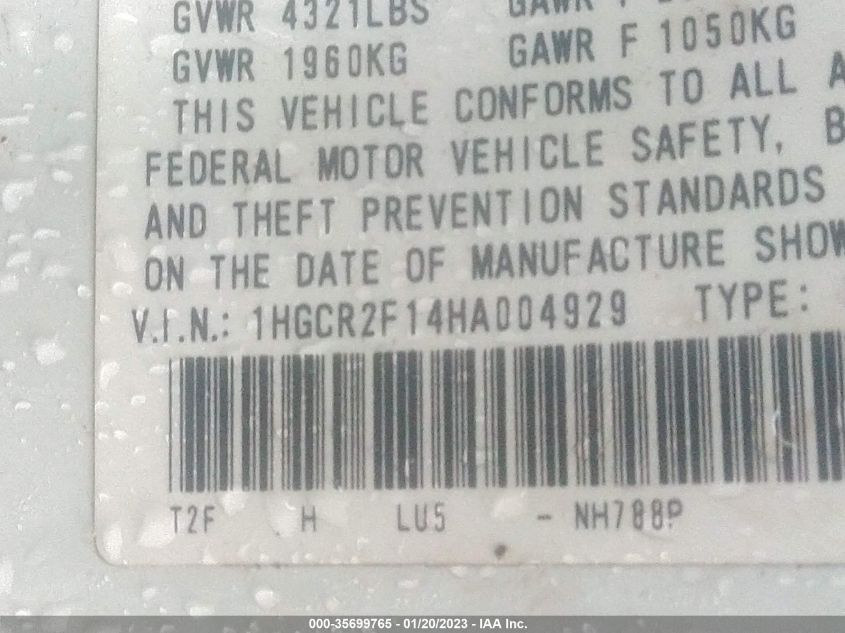 GVWR 4321LBS GAWR F
GVWR 1960KG GAWR F 1050KG
THIS VEHICLE CONFORMS TO ALL A
FEDERAL MOTOR VEHICLE SAFETY, B
AND THEFT PREVENTION STANDARDS
ON THE DATE OF MANUFACTURE SHOW
V.I.N.: 1HGCR2F14HA004929 TYPE:
T2F H LU5 - NH788P
000-35699765 - 01/20/2023 - IAA Inc.